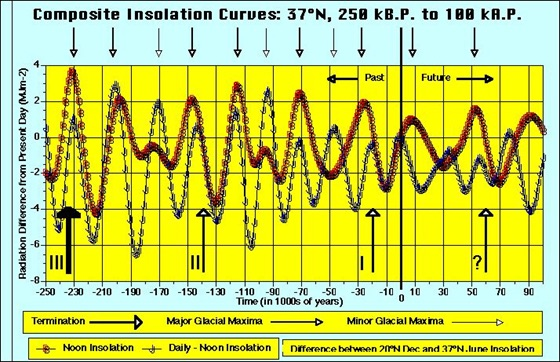 Composite Insolation Curves: 37°N, 250 kB.P. to 100 kA.P.
Past
Future
Radiation Difference from Present Day (MJm-2)
4
2
0
-2
-4
-6
-8
III
II
I
?
-250 -230 -210 -190 -170 -150 -130 -110 -90 -70 -50 -30 -10 10 30 50 70 90
0
Time (in 1000s of years)
Termination
Major Glacial Maxima
Minor Glacial Maxima
Noon Insolation
Daily - Noon Insolation
Difference between 20°N Dec and 37°N June Insolation